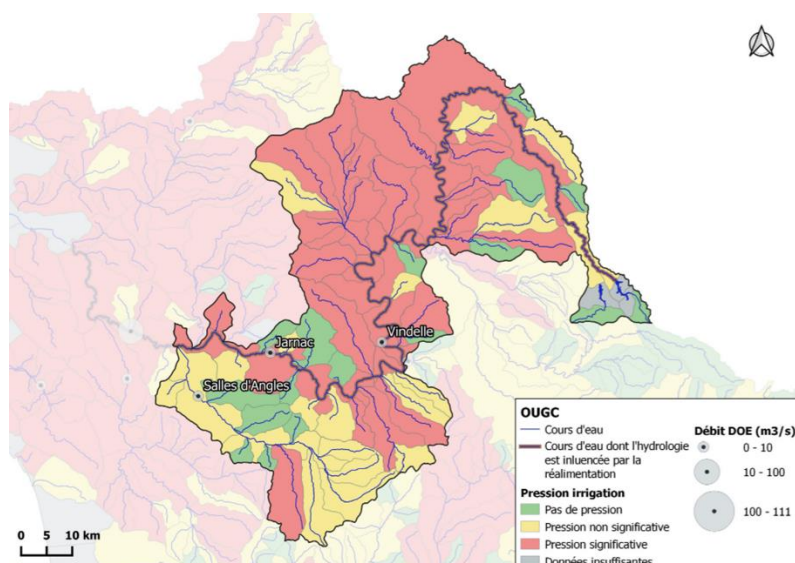 Jarnac
Vindelle
Salles d'Angles
0 5 10 km
OUGC
Cours d'eau
Cours d'eau dont l'hydrologie
est inluencée par la
réalimentation
Pression irrigation
Pas de pression
Pression non significative
Pression significative
Données insuffisantes
Débit DOE (m3/s)
0 - 10
10 - 100
100 - 111